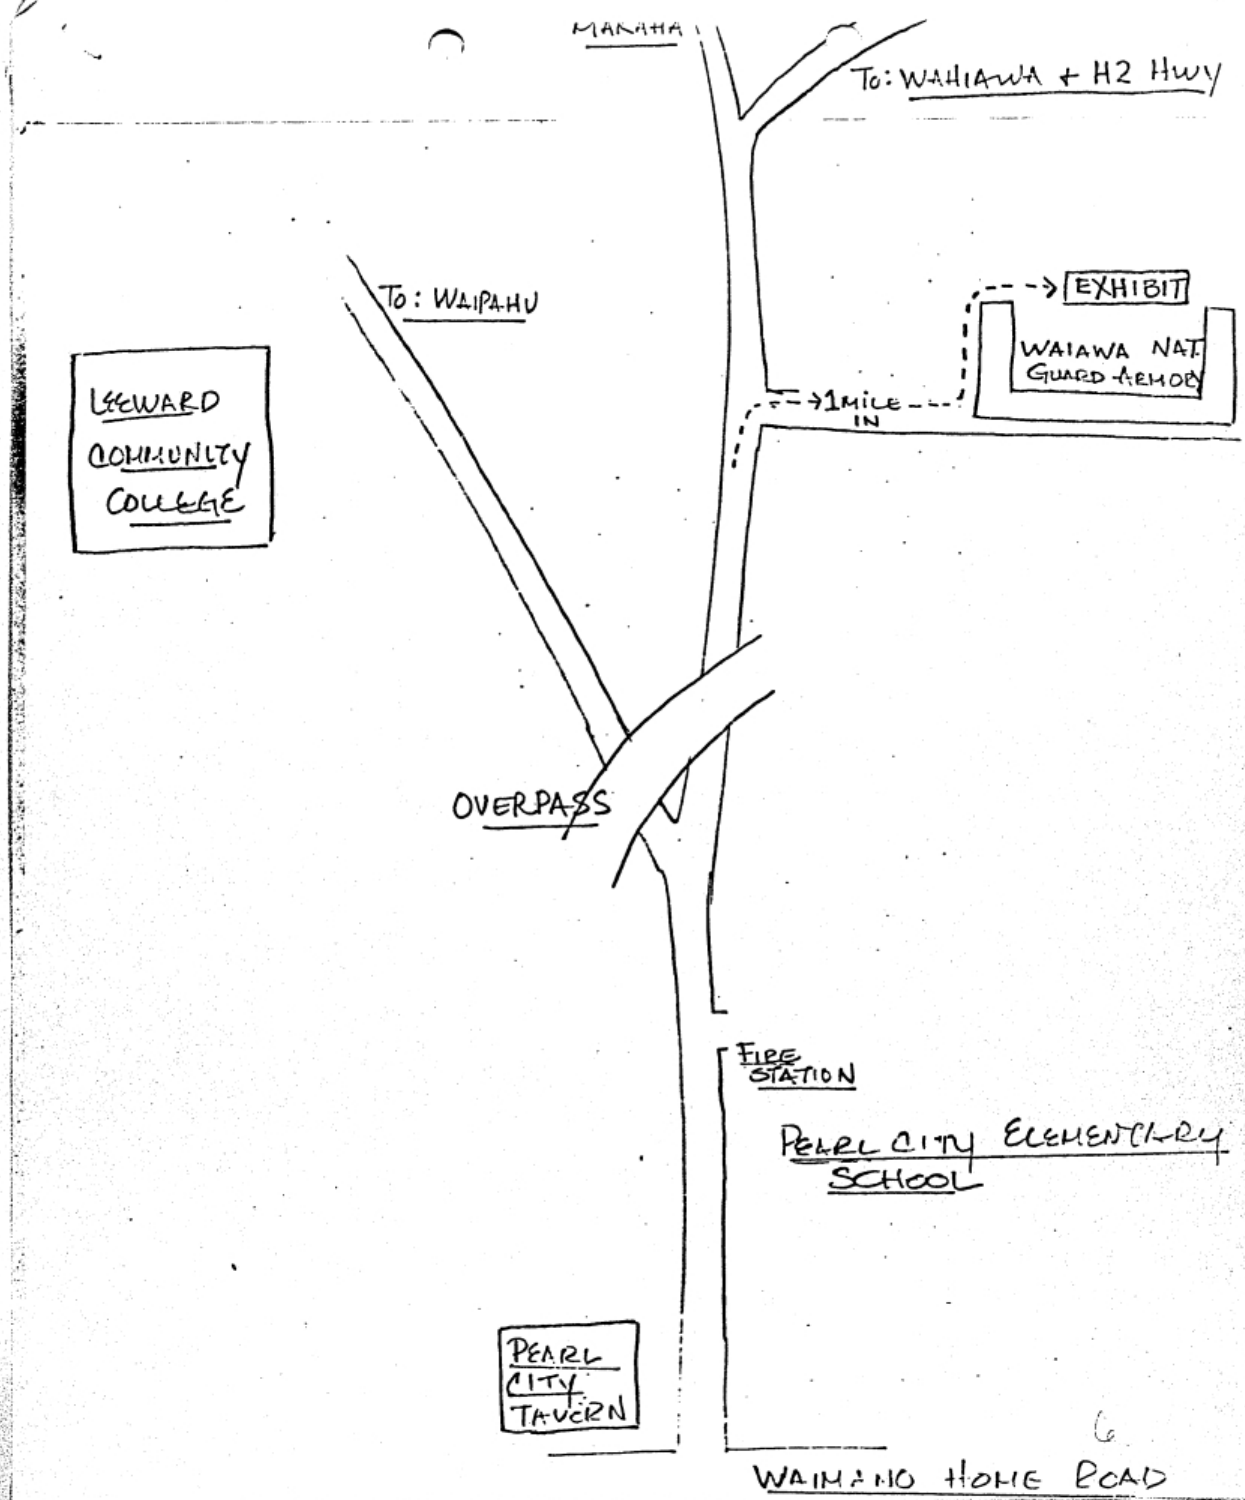 MAKAHA
To: WAHIAWA + H2 HWY
To: WAIPAHU
EXHIBIT
WAIAWA NAT.
GUARD ARMORY
LEEWARD
COMMUNITY
COLLEGE
1 MILE
IN
OVERPASS
FIRE
STATION
PEARL CITY ELEMENTARY
SCHOOL
PEARL
CITY
TAVERN
6
WAIMANO HOME ROAD